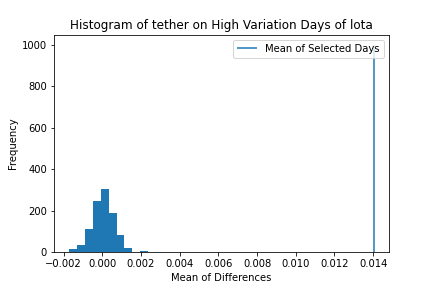 Histogram of tether on High Variation Days of Iota
Mean of Selected Days
Frequency
1000
800
600
400
200
0
−0.002 0.000 0.002 0.004 0.006 0.008 0.010 0.012 0.014
Mean of Differences